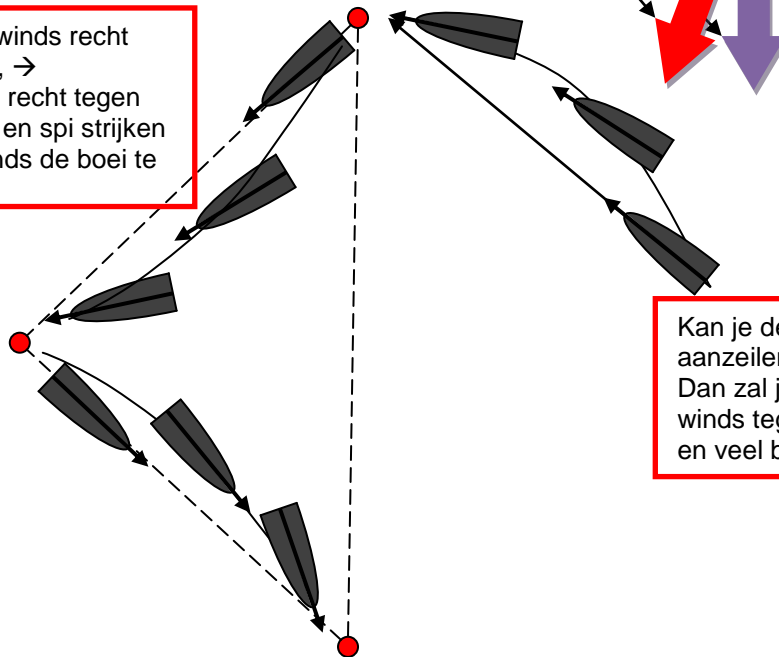 winds recht
, →
recht tegen
en spi strijken
nds de boei te
Kan je de
aanzeilen
Dan zal j
winds teg
en veel b